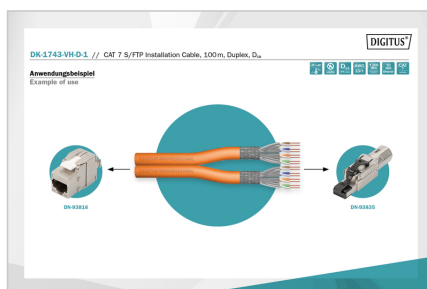 DIGITUS®
DK-1743-VH-D-1 // CAT 7 S/FTP Installation Cable, 100 m, Duplex, Dca
Anwendungsbeispiel
Example of use
DN-93816
DN-93835